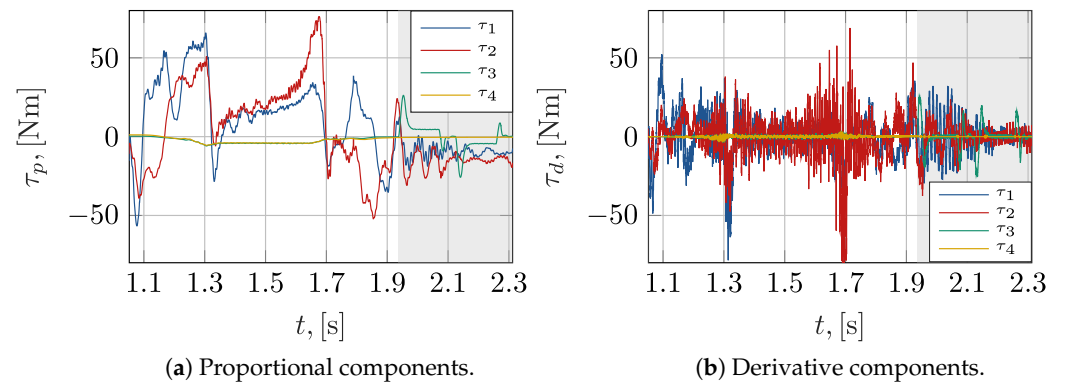 τp, [Nm]
50
0
−50
1.1 1.3 1.5 1.7 1.9 2.1 2.3
t, [s]
τ1
τ2
τ3
τ4
(a) Proportional components.
τd, [Nm]
50
0
−50
1.1 1.3 1.5 1.7 1.9 2.1 2.3
t, [s]
τ1
τ2
τ3
τ4
(b) Derivative components.